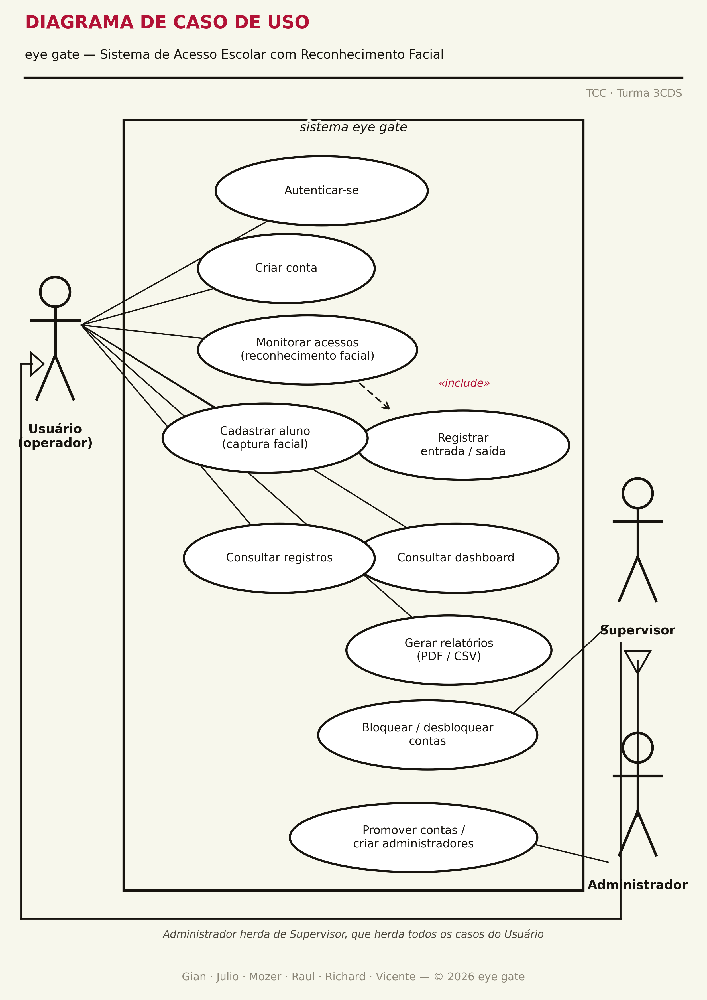 DIAGRAMA DE CASO DE USO
eye gate — Sistema de Acesso Escolar com Reconhecimento Facial
TCC · Turma 3CDS
sistema eye gate
Autenticar-se
Criar conta
Monitorar acessos
(reconhecimento facial)
«include»
Usuário
(operador)
Cadastrar aluno
(captura facial)
Registrar
entrada / saída
Consultar registros
Consultar dashboard
Supervisor
Gerar relatórios
(PDF / CSV)
Bloquear / desbloquear
contas
Promover contas /
criar administradores
Administrador
Administrador herda de Supervisor, que herda todos os casos do Usuário
Gian · Julio · Mozer · Raul · Richard · Vicente — © 2026 eye gate